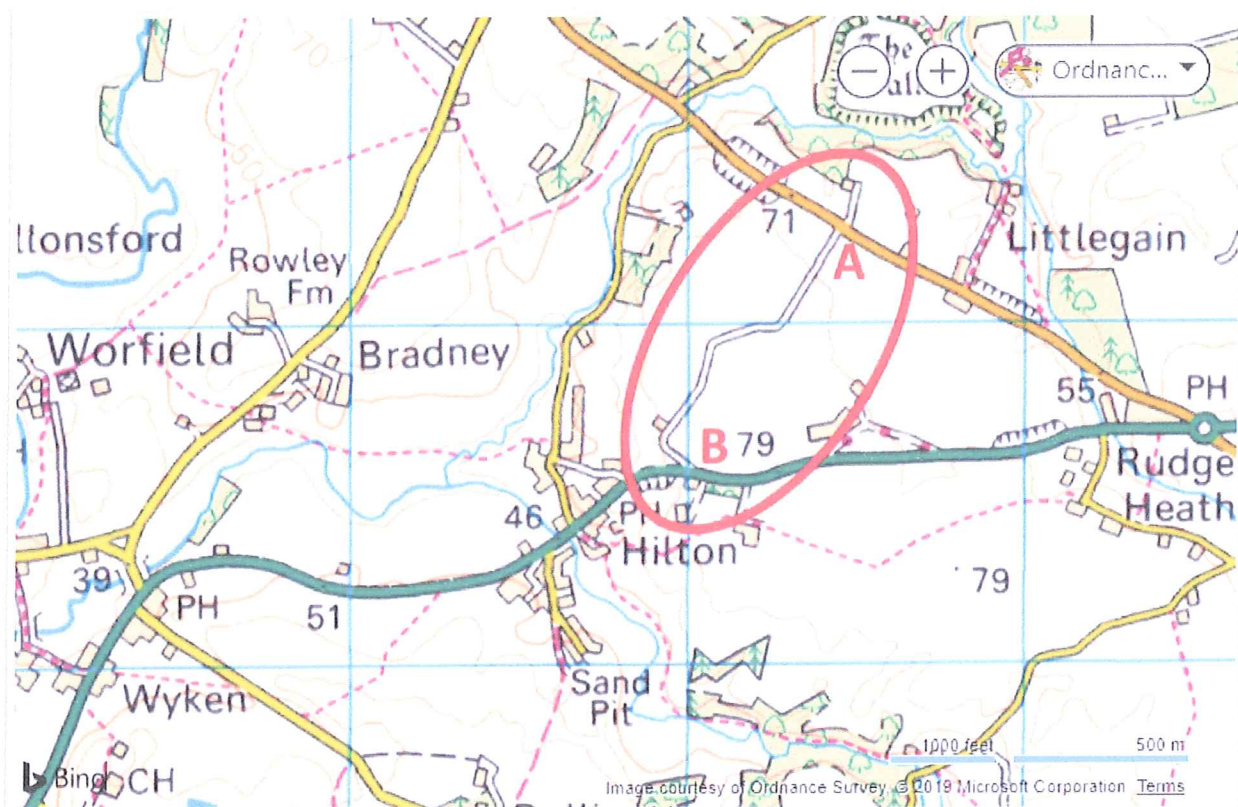 70
The
Ordnanc...
50
71
llonsford
Littlegain
A
Rowley
Fm
Worfield
Bradney
55
PH
B
79
Rudge
Heath
46
PH
Hilton
39
PH
51
79
Wyken
Sand
Pit
CH
1000 feet
500 m
Bing
Image courtesy of Ordnance Survey, © 2019 Microsoft Corporation Terms